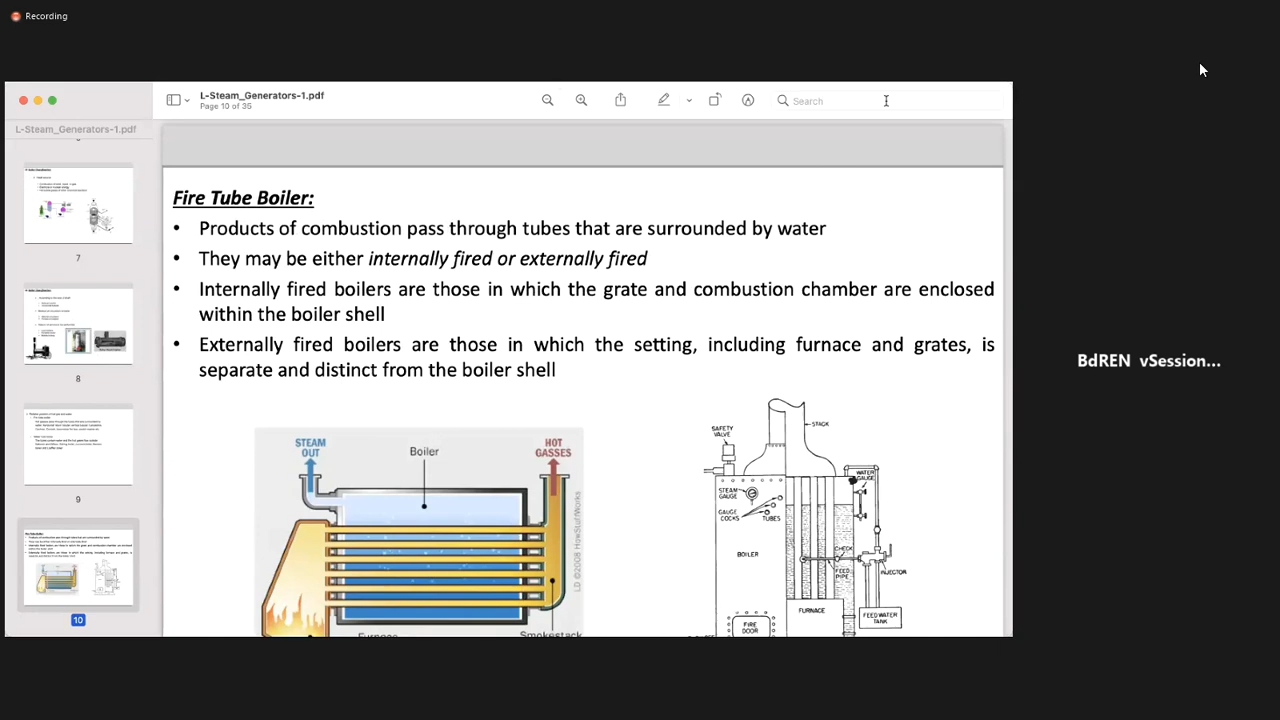 Recording
L-Steam_Generators-1.pdf
Page 10 of 35
Search
L-Steam_Generators-1.pdf
7
8
9
10
Fire Tube Boiler:
• Products of combustion pass through tubes that are surrounded by water
• They may be either internally fired or externally fired
• Internally fired boilers are those in which the grate and combustion chamber are enclosed
within the boiler shell
• Externally fired boilers are those in which the setting, including furnace and grates, is
separate and distinct from the boiler shell
STEAM
OUT
Boiler
HOT
GASSES
LD ©2008 HowStuffWorks
Furnace
Smokestack
SAFETY
VALVE
STACK
STEAM
GAUGE
GAUGE
COCKS
TUBES
WATER
GAUGE
BOILER
CHECK
FEED
PIPE
INJECTOR
FURNACE
FEED WATER
TANK
FIRE
DOOR
BdREN vSession...